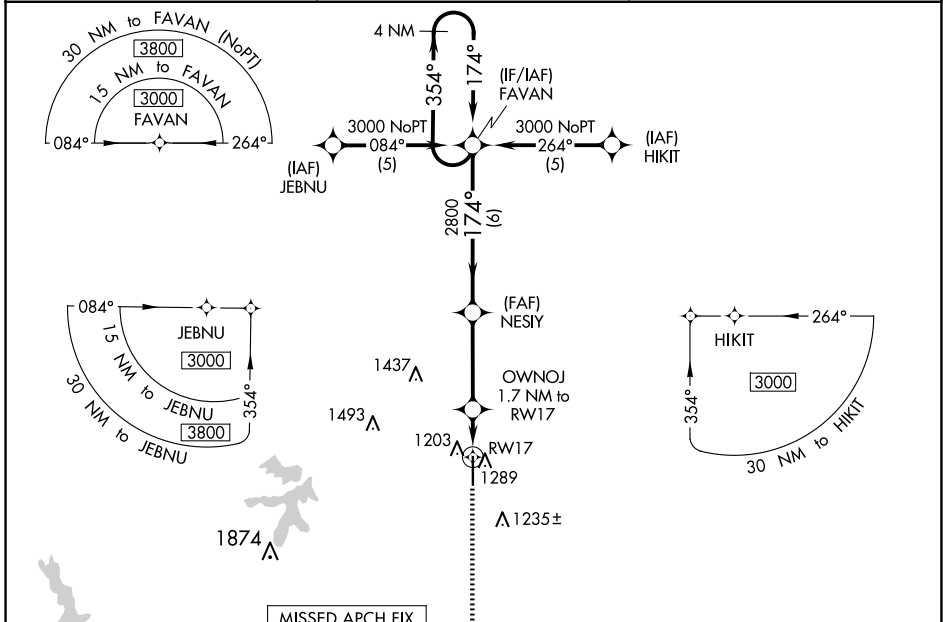 30 NM to FAVAN (NoPT)
3800
15 NM to FAVAN
3000
FAVAN
084°
264°
4 NM
354°
174°
(IF/IAF)
FAVAN
3000 NoPT
084°
(5)
3000 NoPT
264°
(5)
(IAF)
JEBNU
(IAF)
HIKIT
2800
174°
(6)
084°
JEBNU
3000
15 NM to JEBNU
3800
30 NM to JEBNU
354°
(FAF)
NESIY
264°
HIKIT
3000
354°
30 NM to HIKIT
1437
OWNOJ
1.7 NM to
RW17
1493
1203
RW17
1289
1235±
1874
MISSED APCH FIX